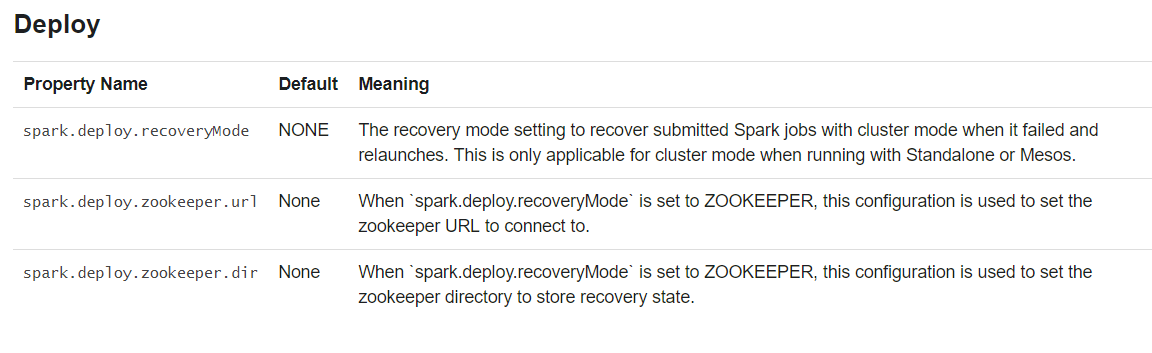 Deploy
Property Name Default Meaning
spark.deploy.recoveryMode NONE The recovery mode setting to recover submitted Spark jobs with cluster mode when it failed and
relaunches. This is only applicable for cluster mode when running with Standalone or Mesos.
spark.deploy.zookeeper.url None When `spark.deploy.recoveryMode` is set to ZOOKEEPER, this configuration is used to set the
zookeeper URL to connect to.
spark.deploy.zookeeper.dir None When `spark.deploy.recoveryMode` is set to ZOOKEEPER, this configuration is used to set the
zookeeper directory to store recovery state.